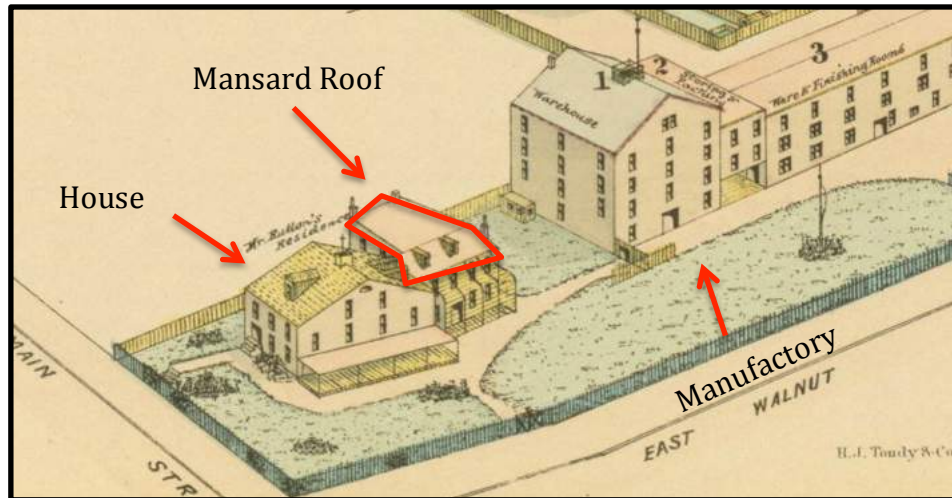 Mansard Roof
House
1
2
3
Warehouse
Ware & Finishing Rooms
Mr. Bullon's
Residence
Manufactory
MAIN
STR
EAST WALNUT
H.J. Toudy & Co